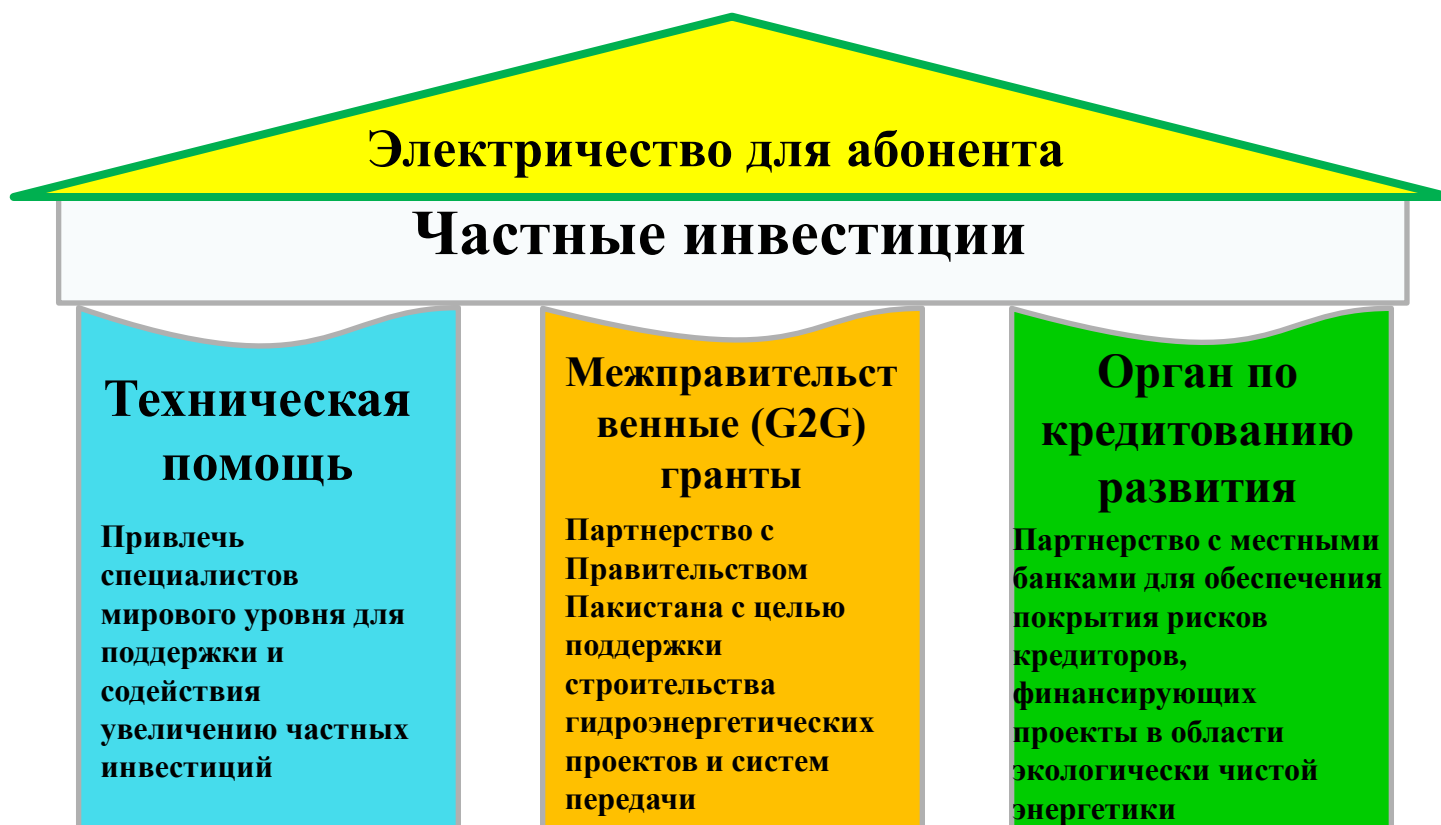 Электричество для абонента
Частные инвестиции
Техническая
помощь
Привлечь
специалистов
мирового уровня для
поддержки и
содействия
увеличению частных
инвестиций
Межправительст
венные (G2G)
гранты
Партнерство с
Правительством
Пакистана с целью
поддержки
строительства
гидроэнергетических
проектов и систем
передачи
Орган по
кредитованию
развития
Партнерство с местными
банками для обеспечения
покрытия рисков
кредиторов,
финансирующих
проекты в области
экологически чистой
энергетики